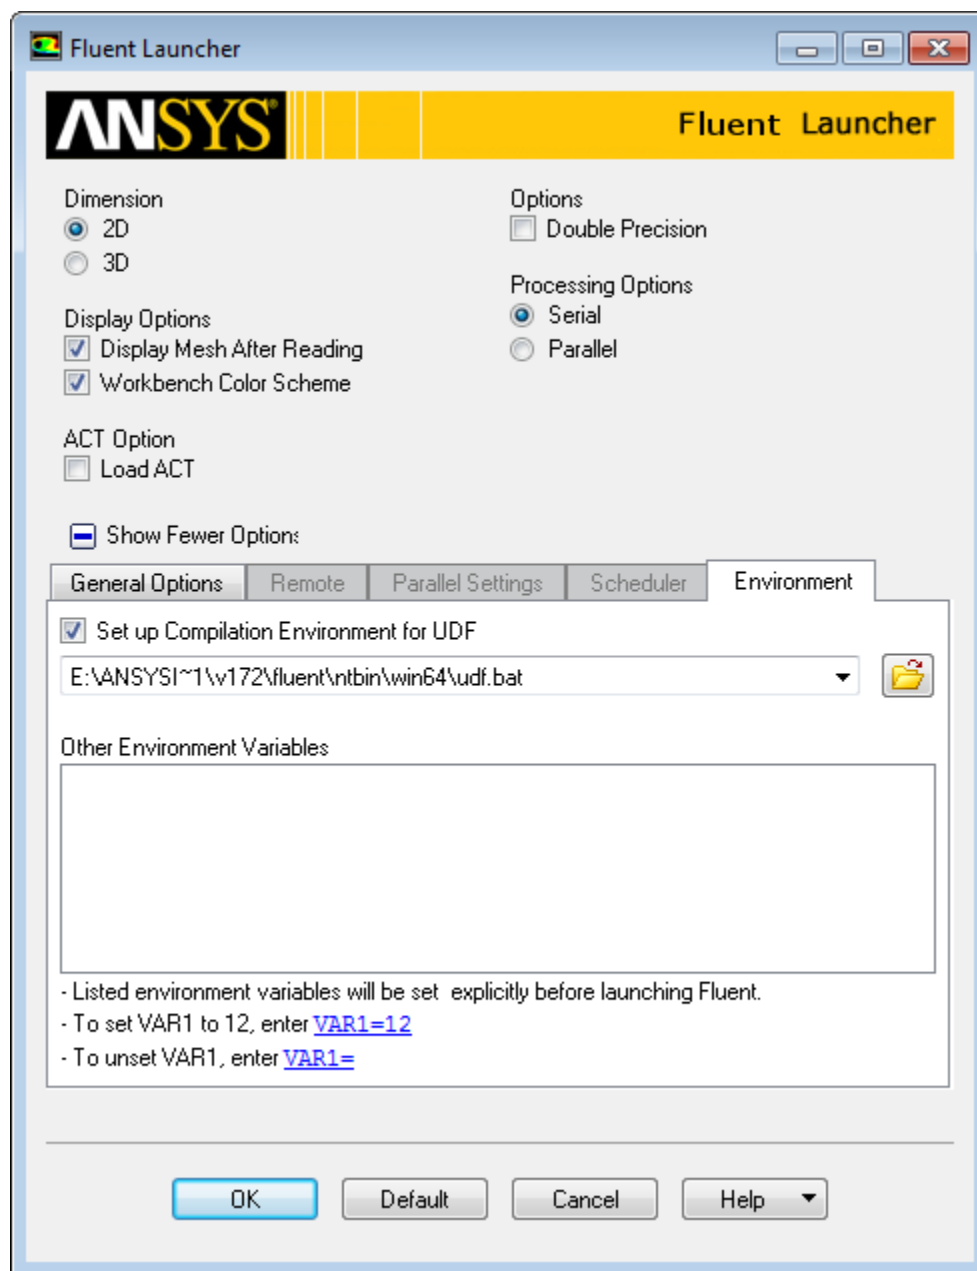 Fluent Launcher
ANSYS® Fluent Launcher
Dimension
2D
3D
Options
Double Precision
Display Options
Display Mesh After Reading
Workbench Color Scheme
Processing Options
Serial
Parallel
ACT Option
Load ACT
Show Fewer Options
General Options Remote Parallel Settings Scheduler Environment
Set up Compilation Environment for UDF
E:\ANSYSI~1\v172\fluent\ntbin\win64\udf.bat
Other Environment Variables
- Listed environment variables will be set explicitly before launching Fluent.
- To set VAR1 to 12, enter VAR1=12
- To unset VAR1, enter VAR1=
OK Default Cancel Help